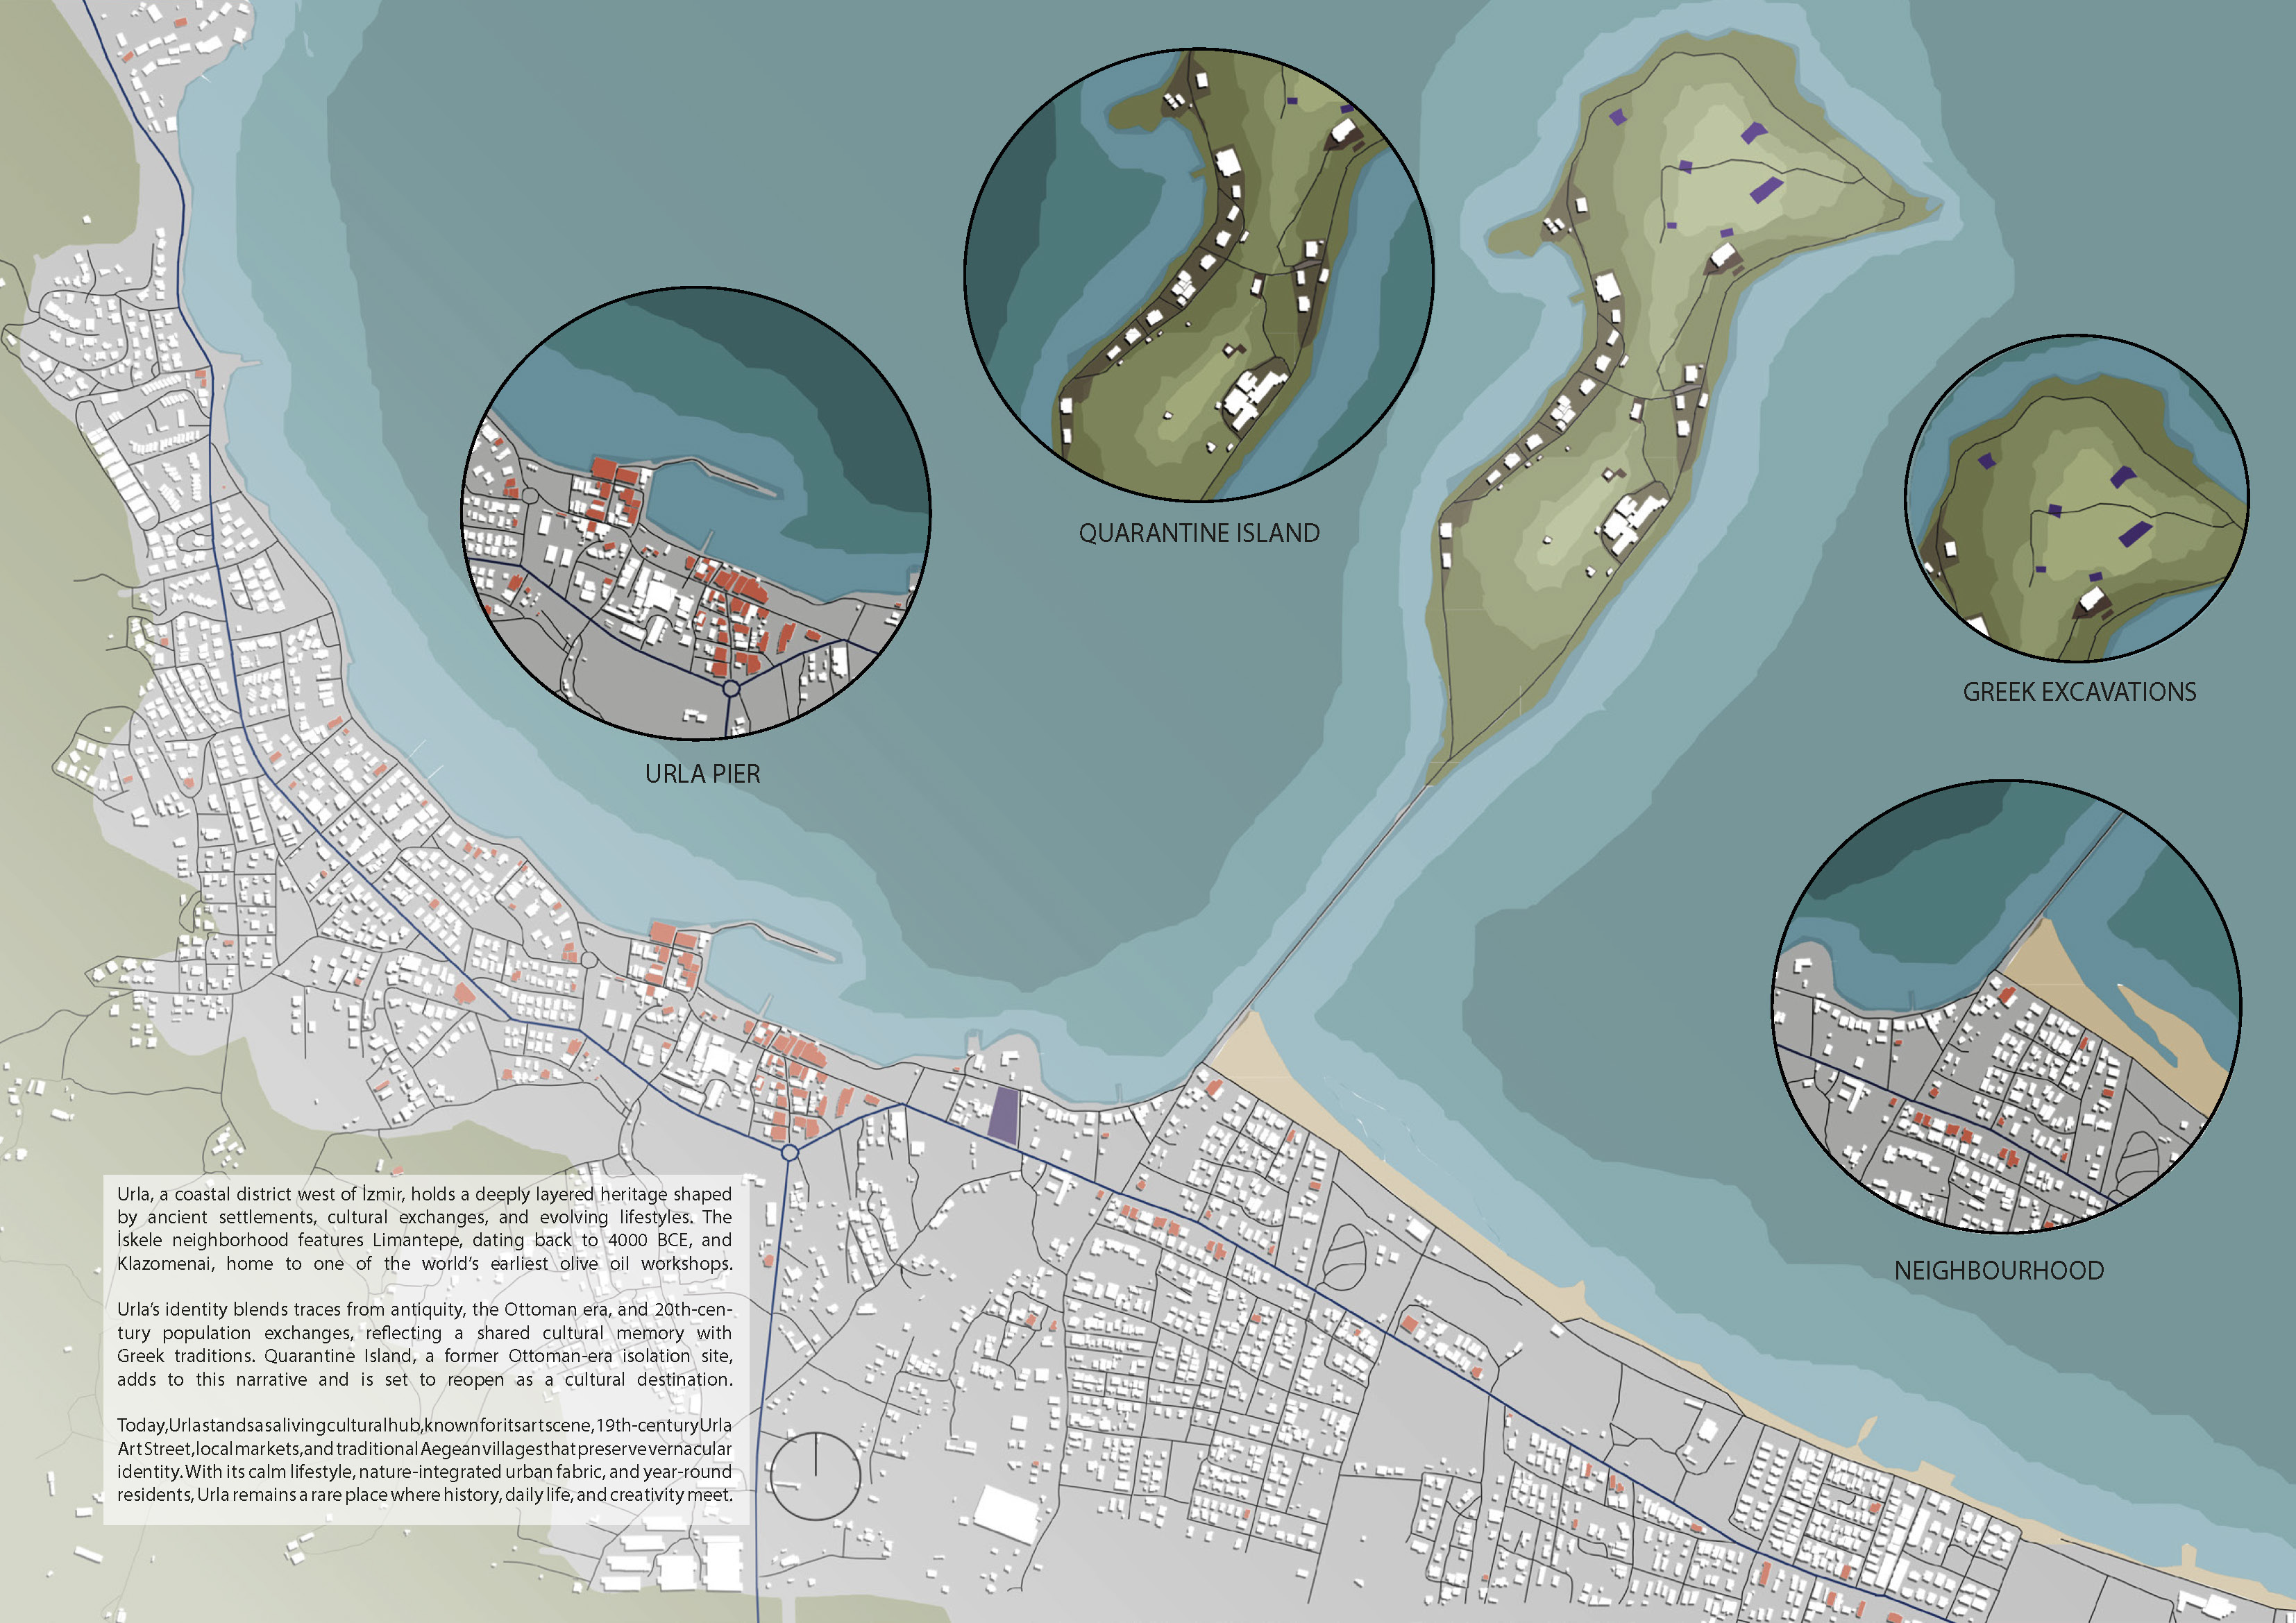 QUARANTINE ISLAND
GREEK EXCAVATIONS
URLA PIER
NEIGHBOURHOOD
Urla, a coastal district west of İzmir, holds a deeply layered heritage shaped
by ancient settlements, cultural exchanges, and evolving lifestyles. The
İskele neighborhood features Limantepe, dating back to 4000 BCE, and
Klazomenai, home to one of the world's earliest olive oil workshops.
Urla's identity blends traces from antiquity, the Ottoman era, and 20th-cen-
tury population exchanges, reflecting a shared cultural memory with
Greek traditions. Quarantine Island, a former Ottoman-era isolation site,
adds to this narrative and is set to reopen as a cultural destination.
Today, Urla stands as a living cultural hub, known for its art scene, 19th-century Urla
Art Street, local markets, and traditional Aegean villages that preserve vernacular
identity. With its calm lifestyle, nature-integrated urban fabric, and year-round
residents, Urla remains a rare place where history, daily life, and creativity meet.